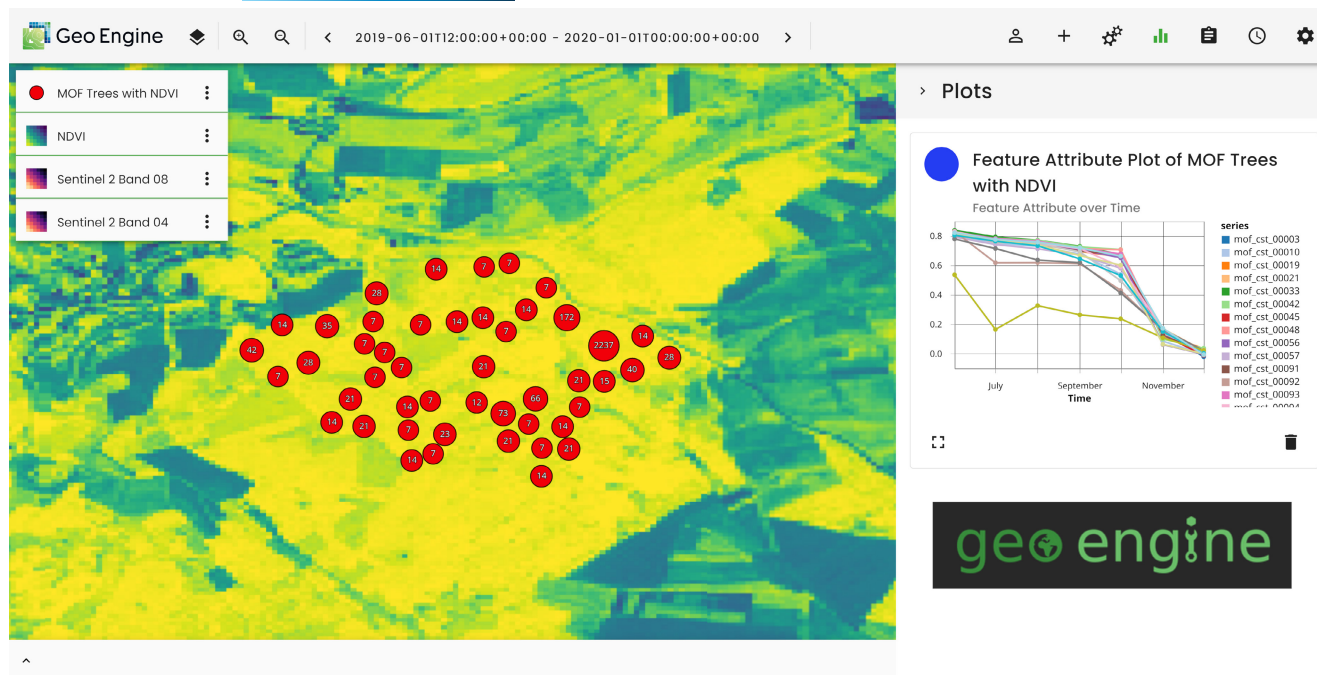 Geo Engine
2019-06-01T12:00:00+00:00 - 2020-01-01T00:00:00+00:00
MOF Trees with NDVI
NDVI
Sentinel 2 Band 08
Sentinel 2 Band 04
14
7
7
28
7
14
172
14
35
7
7
14
14
7
14
42
7
7
2237
28
28
7
21
40
7
7
21
15
21
14
7
12
66
7
73
14
21
7
23
7
14
21
7
21
14
7
14
Plots
Feature Attribute Plot of MOF Trees
with NDVI
Feature Attribute over Time
0.8
0.6
0.4
0.2
0.0
July
September
November
Time
series
mof_cst_00003
mof_cst_00010
mof_cst_00019
mof_cst_00021
mof_cst_00033
mof_cst_00042
mof_cst_00045
mof_cst_00048
mof_cst_00056
mof_cst_00057
mof_cst_00091
mof_cst_00092
mof_cst_00093
geo engine